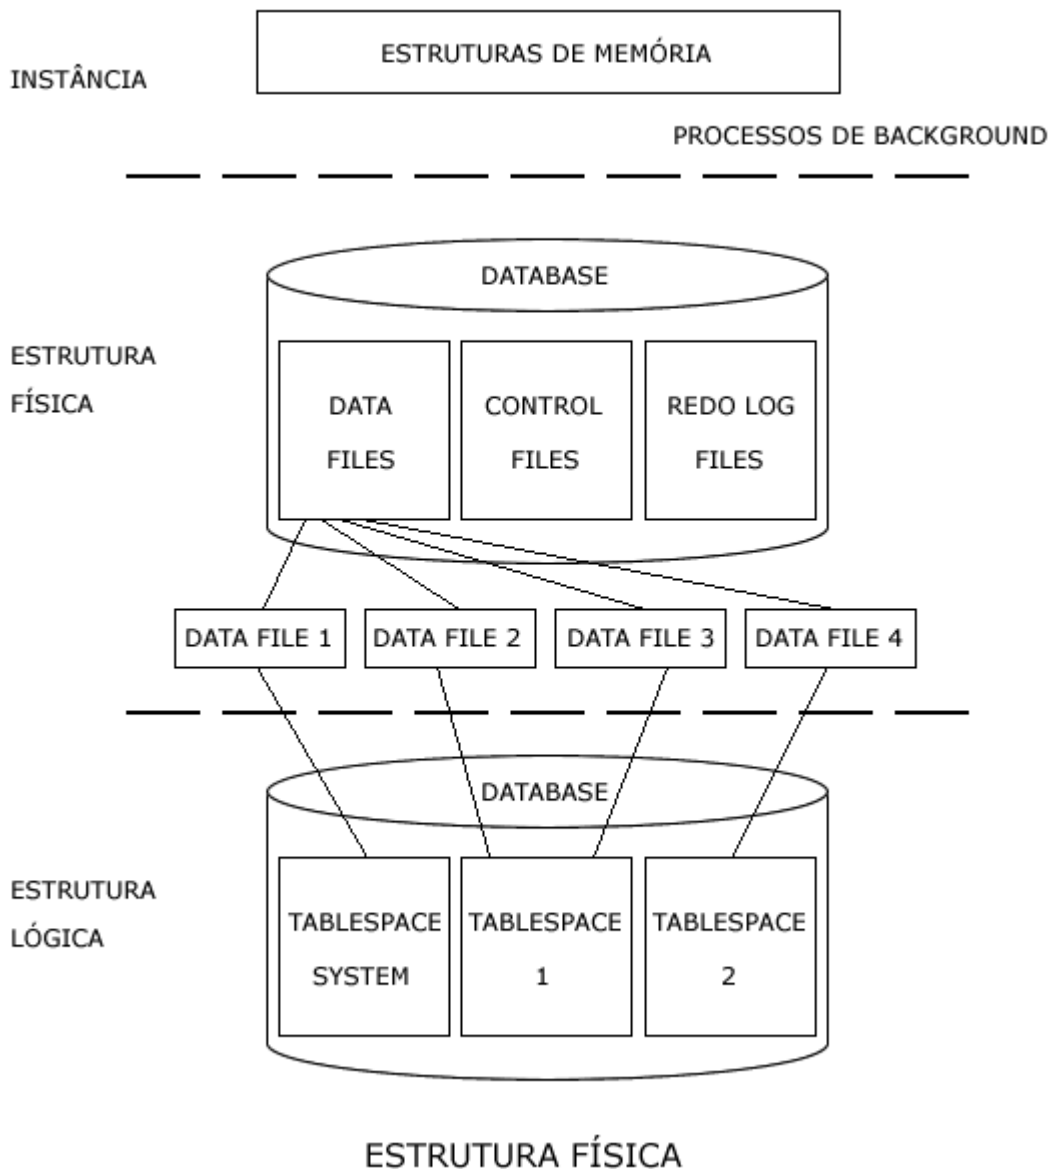 ESTRUTURAS DE MEMÓRIA
INSTÂNCIA
PROCESSOS DE BACKGROUND
DATABASE
ESTRUTURA
FÍSICA
DATA
FILES
CONTROL
FILES
REDO LOG
FILES
DATA FILE 1
DATA FILE 2
DATA FILE 3
DATA FILE 4
DATABASE
ESTRUTURA
LÓGICA
TABLESPACE
SYSTEM
TABLESPACE
1
TABLESPACE
2
ESTRUTURA FÍSICA